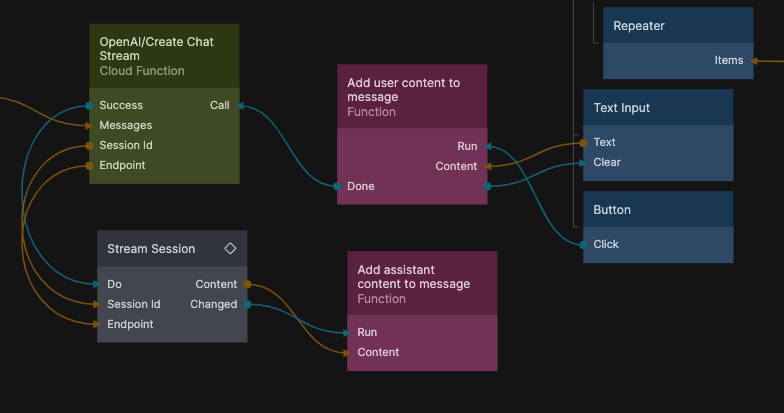 OpenAI/Create Chat
Stream
Cloud Function
Success
Call
Messages
Session Id
Endpoint
Add user content to
message
Function
Run
Content
Done
Repeater
Items
Text Input
Text
Clear
Button
Click
Stream Session
Do
Content
Session Id
Changed
Endpoint
Add assistant
content to message
Function
Run
Content